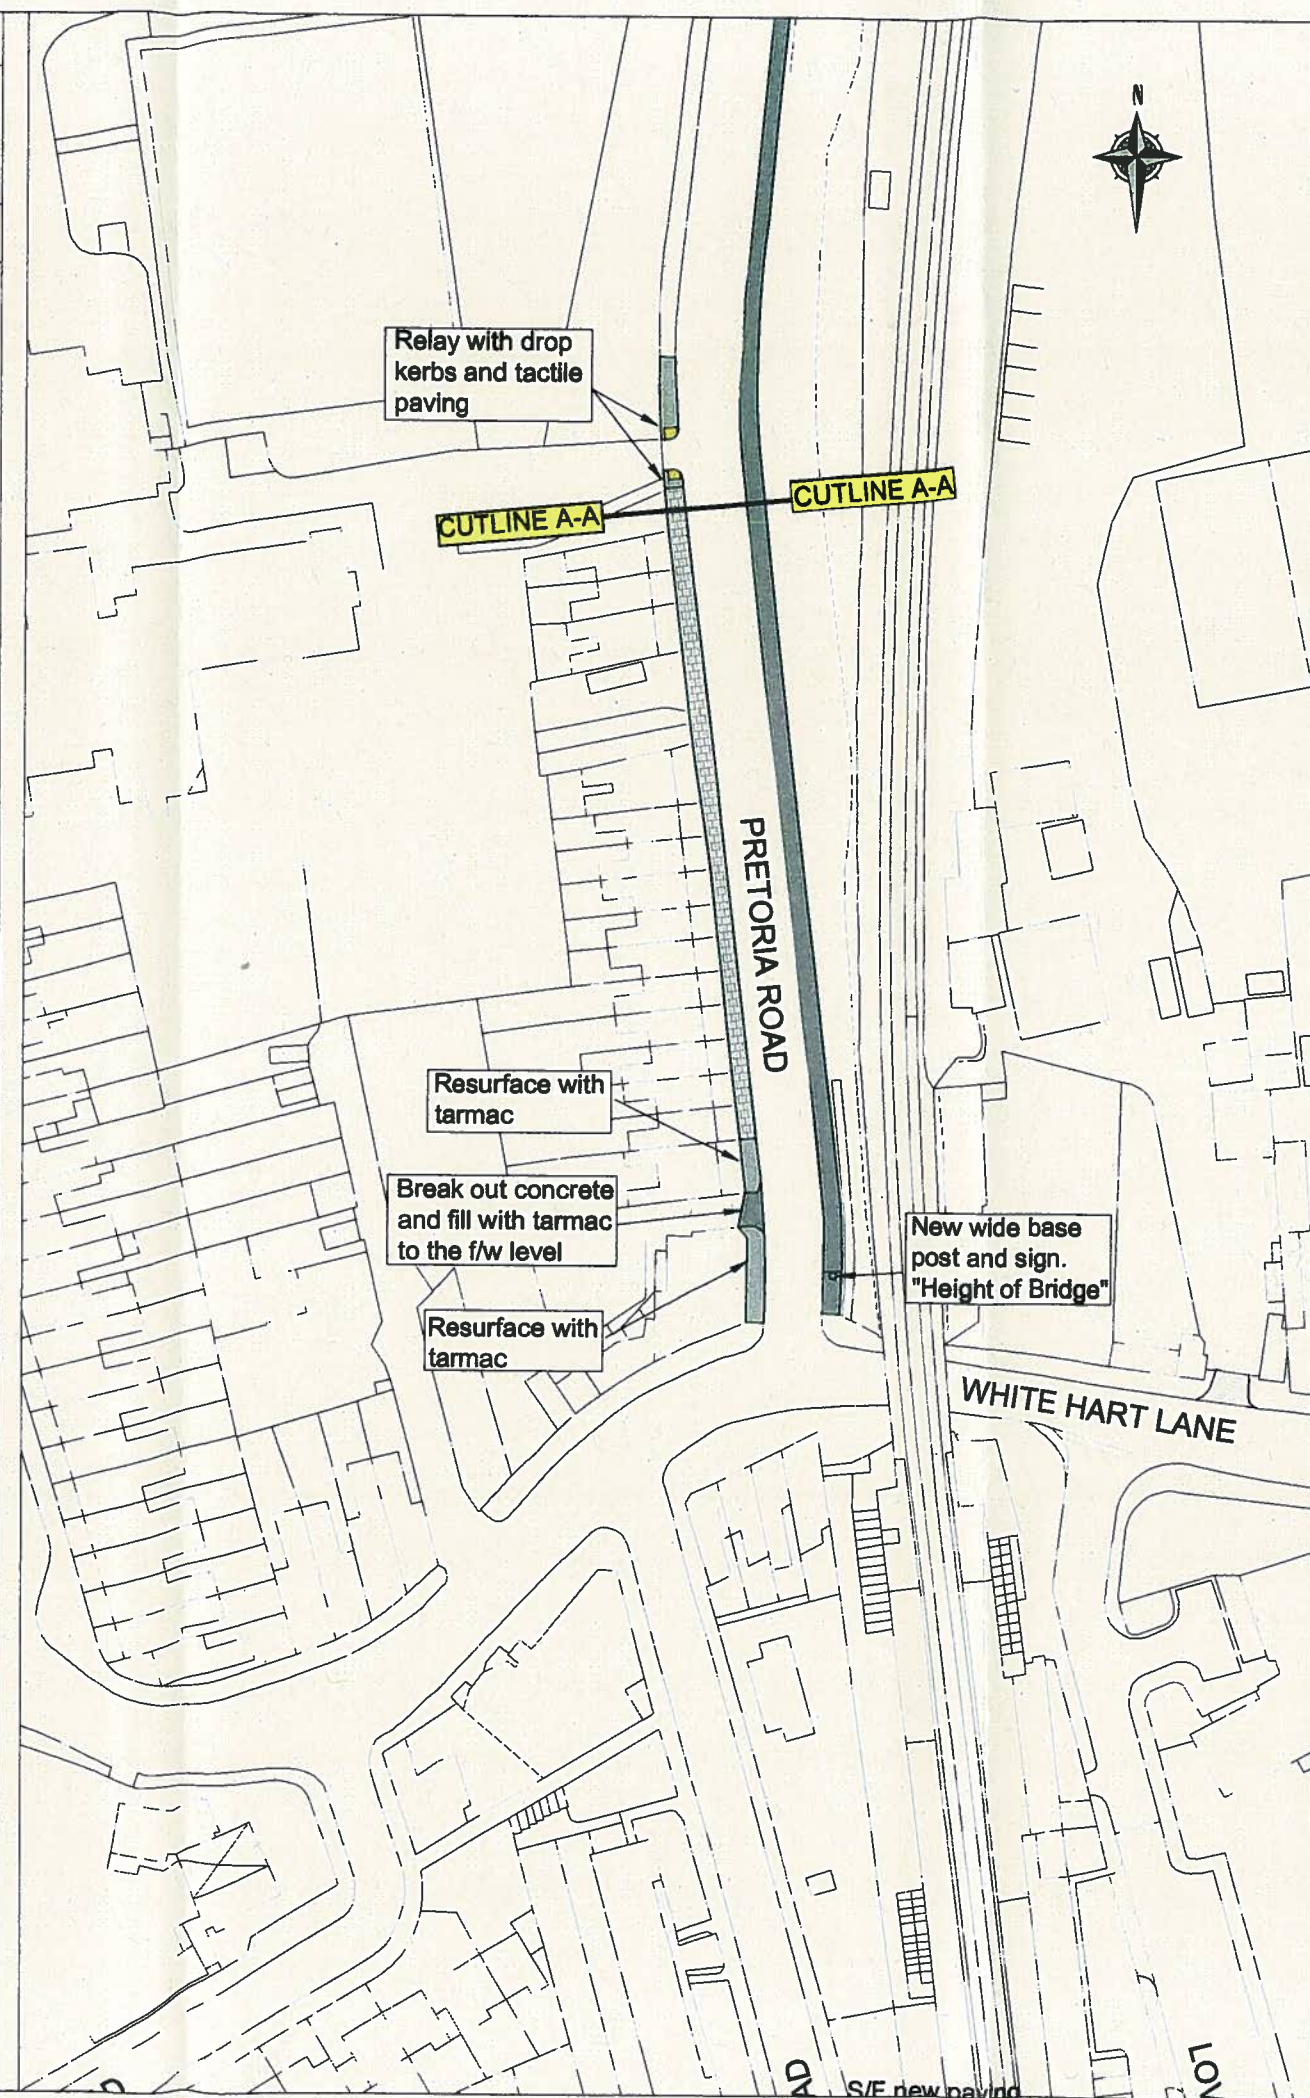 N
Relay with drop
kerbs and tactile
paving
CUTLINE A-A
CUTLINE A-A
PRETORIA ROAD
Resurface with
tarmac
Break out concrete
and fill with tarmac
to the f/w level
New wide base
post and sign.
"Height of Bridge"
Resurface with
tarmac
WHITE HART LANE
AD
S/F new paving